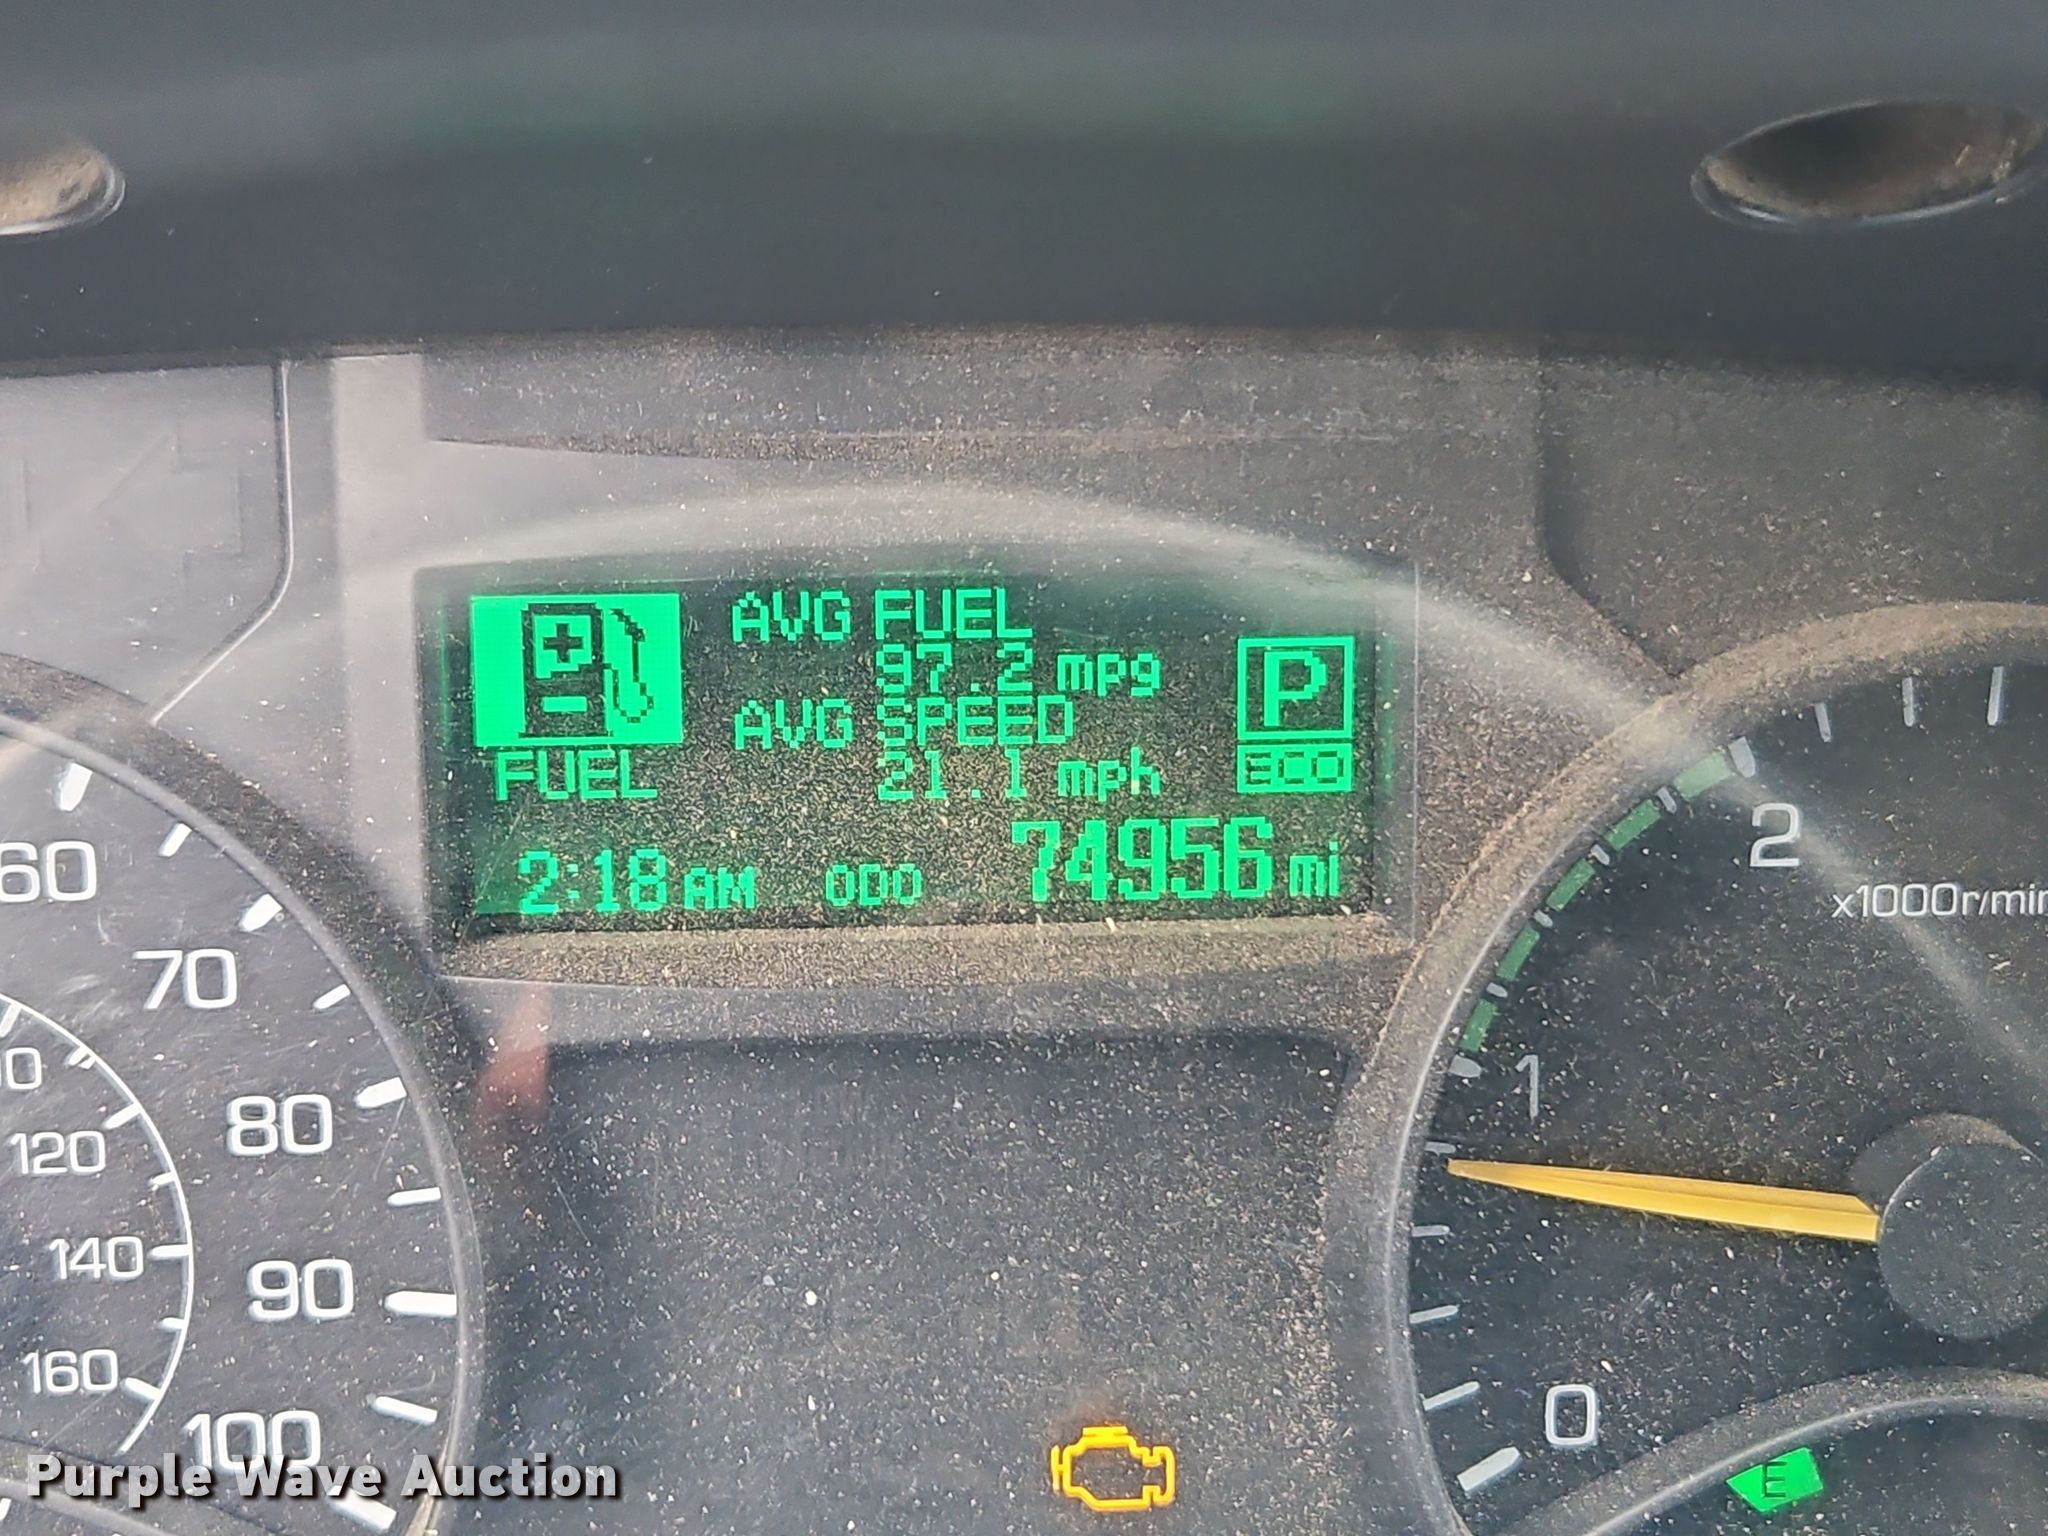 AVG FUEL
97.2 mpg
AVG SPEED
21.1 mph
FUEL
P
ECO
2:18 AM ODO 74956 mi
60
70
80
90
100
120
140
160
2
x1000r/min
1
0
E
Purple Wave Auction